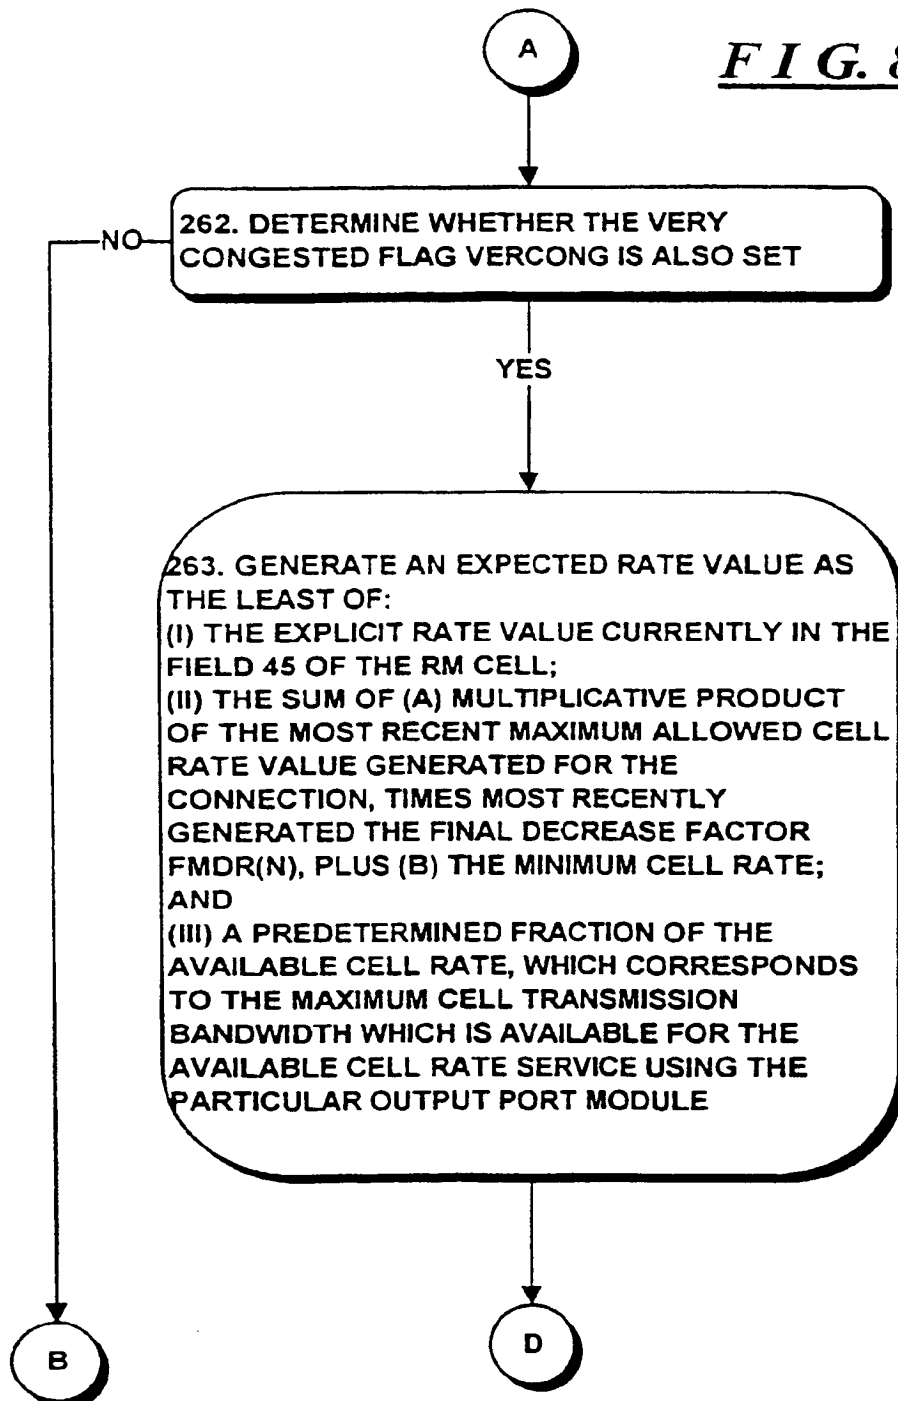 A
FIG. 8
262. DETERMINE WHETHER THE VERY
CONGESTED FLAG VERCONG IS ALSO SET
NO
YES
263. GENERATE AN EXPECTED RATE VALUE AS
THE LEAST OF:
(I) THE EXPLICIT RATE VALUE CURRENTLY IN THE
FIELD 45 OF THE RM CELL;
(II) THE SUM OF (A) MULTIPLICATIVE PRODUCT
OF THE MOST RECENT MAXIMUM ALLOWED CELL
RATE VALUE GENERATED FOR THE
CONNECTION, TIMES MOST RECENTLY
GENERATED THE FINAL DECREASE FACTOR
FMDR(N), PLUS (B) THE MINIMUM CELL RATE;
AND
(III) A PREDETERMINED FRACTION OF THE
AVAILABLE CELL RATE, WHICH CORRESPONDS
TO THE MAXIMUM CELL TRANSMISSION
BANDWIDTH WHICH IS AVAILABLE FOR THE
AVAILABLE CELL RATE SERVICE USING THE
PARTICULAR OUTPUT PORT MODULE
B
D